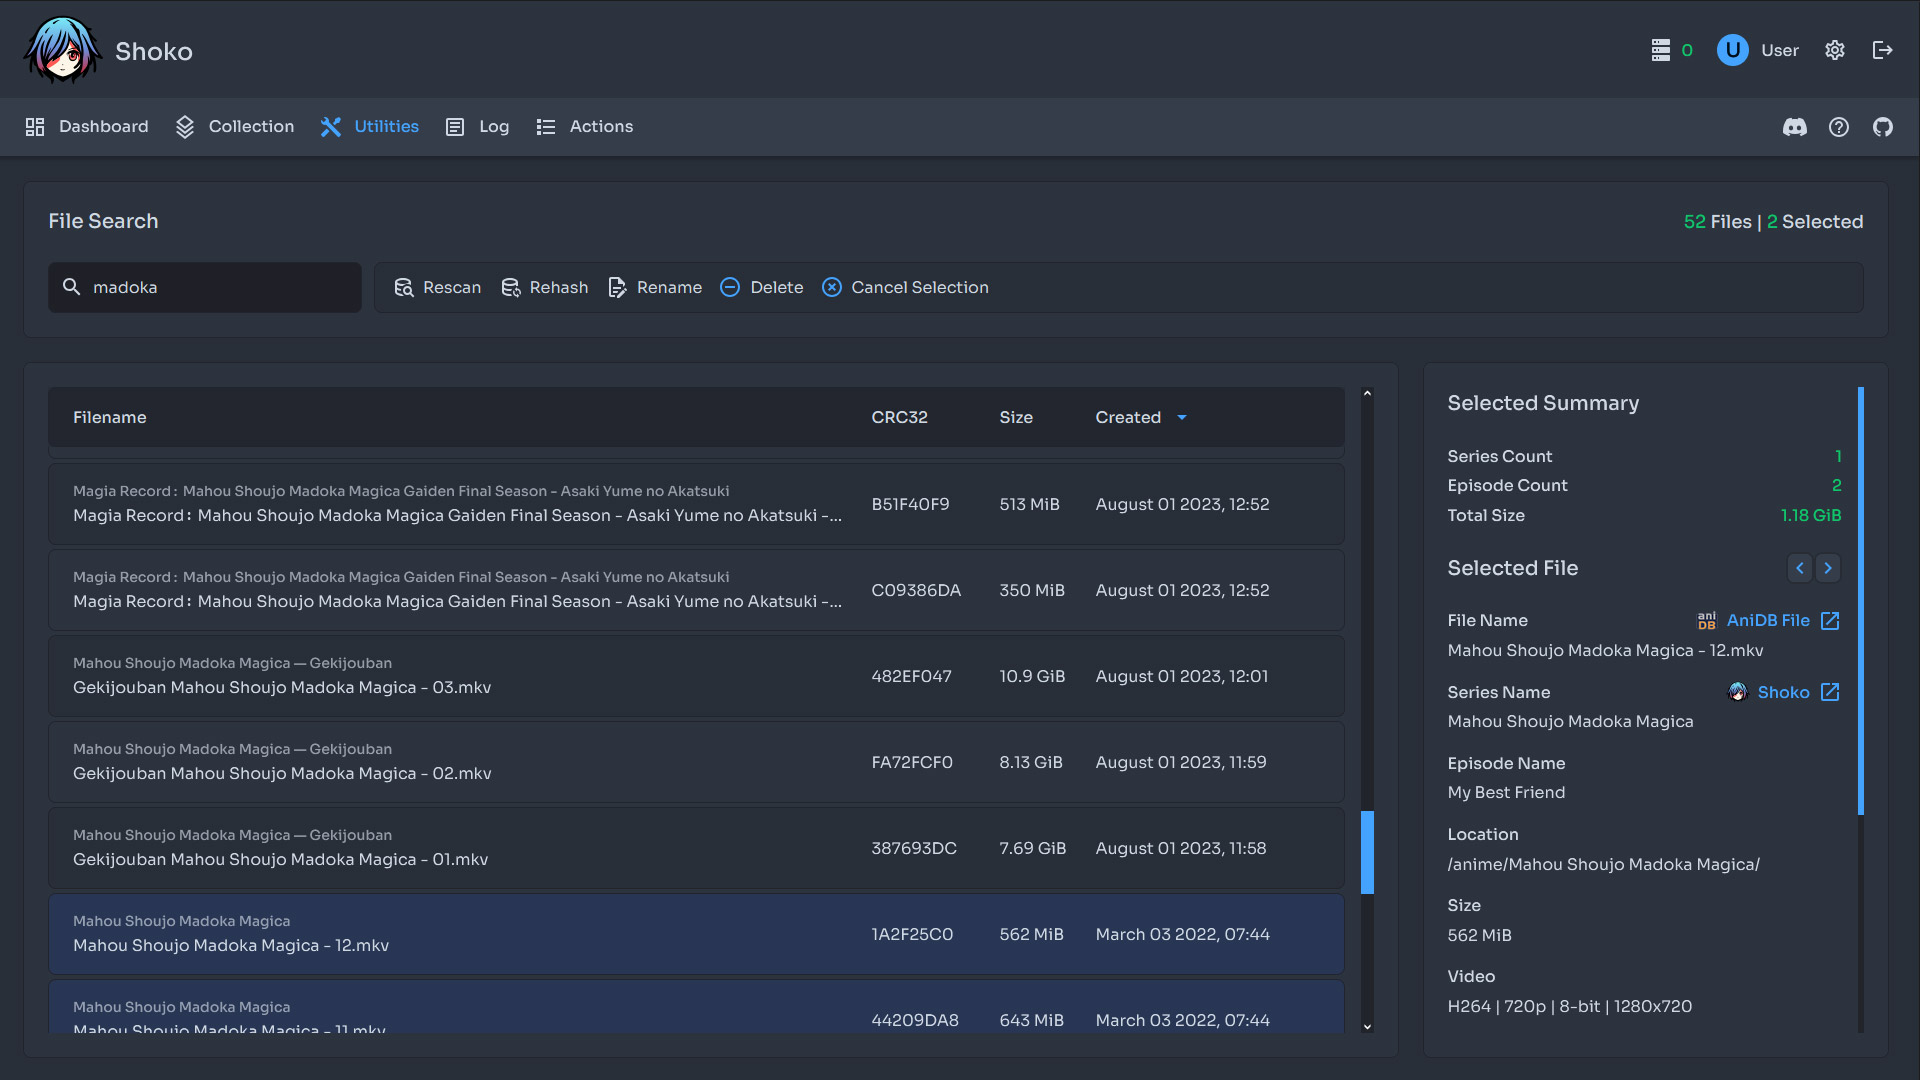 Shoko
0
U
User
Dashboard
Collection
Utilities
Log
Actions
File Search
52 Files | 2 Selected
madoka
Rescan
Rehash
Rename
Delete
Cancel Selection
Filename
CRC32
Size
Created
Magia Record: Mahou Shoujo Madoka Magica Gaiden Final Season - Asaki Yume no Akatsuki
Magia Record: Mahou Shoujo Madoka Magica Gaiden Final Season - Asaki Yume no Akatsuki -...
B51F40F9
513 MiB
August 01 2023, 12:52
Magia Record: Mahou Shoujo Madoka Magica Gaiden Final Season - Asaki Yume no Akatsuki
Magia Record: Mahou Shoujo Madoka Magica Gaiden Final Season - Asaki Yume no Akatsuki -...
C09386DA
350 MiB
August 01 2023, 12:52
Mahou Shoujo Madoka Magica — Gekijouban
Gekijouban Mahou Shoujo Madoka Magica - 03.mkv
482EF047
10.9 GiB
August 01 2023, 12:01
Mahou Shoujo Madoka Magica — Gekijouban
Gekijouban Mahou Shoujo Madoka Magica - 02.mkv
FA72FCF0
8.13 GiB
August 01 2023, 11:59
Mahou Shoujo Madoka Magica — Gekijouban
Gekijouban Mahou Shoujo Madoka Magica - 01.mkv
387693DC
7.69 GiB
August 01 2023, 11:58
Mahou Shoujo Madoka Magica
Mahou Shoujo Madoka Magica - 12.mkv
1A2F25C0
562 MiB
March 03 2022, 07:44
Mahou Shoujo Madoka Magica
Mahou Shoujo Madoka Magica - 11.mkv
44209DA8
643 MiB
March 03 2022, 07:44
Selected Summary
Series Count
1
Episode Count
2
Total Size
1.18 GiB
Selected File
File Name
ani
DB
AniDB File
Mahou Shoujo Madoka Magica - 12.mkv
Series Name
Shoko
Mahou Shoujo Madoka Magica
Episode Name
My Best Friend
Location
/anime/Mahou Shoujo Madoka Magica/
Size
562 MiB
Video
H264 | 720p | 8-bit | 1280x720